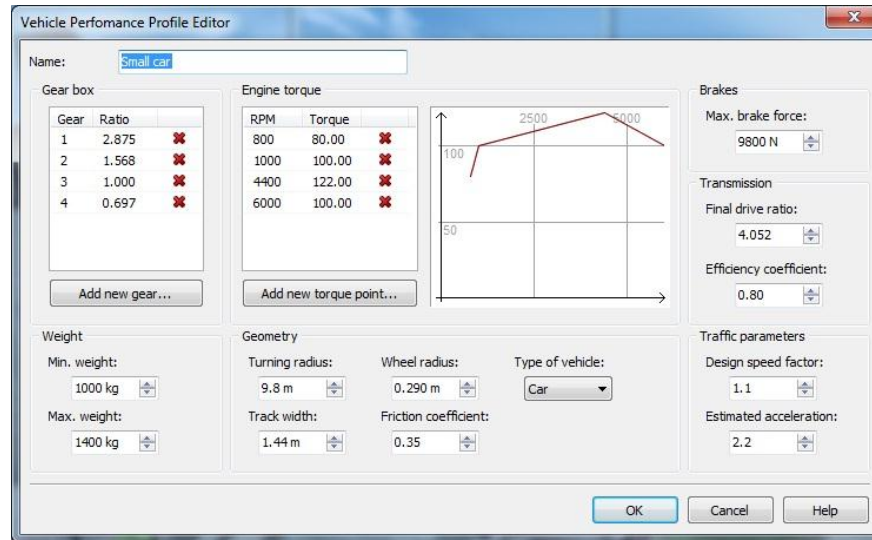 Vehicle Perfomance Profile Editor
Name: Small car
Gear box
Gear Ratio
1 2.875
2 1.568
3 1.000
4 0.697
Add new gear...
Engine torque
RPM Torque
800 80.00
1000 100.00
4400 122.00
6000 100.00
Add new torque point...
2500 5000
100
50
Brakes
Max. brake force:
9800 N
Transmission
Final drive ratio:
4.052
Efficiency coefficient:
0.80
Weight
Min. weight:
1000 kg
Max. weight:
1400 kg
Geometry
Turning radius: Wheel radius: Type of vehicle:
9.8 m 0.290 m Car
Track width: Friction coefficient:
1.44 m 0.35
Traffic parameters
Design speed factor:
1.1
Estimated acceleration:
2.2
OK Cancel Help